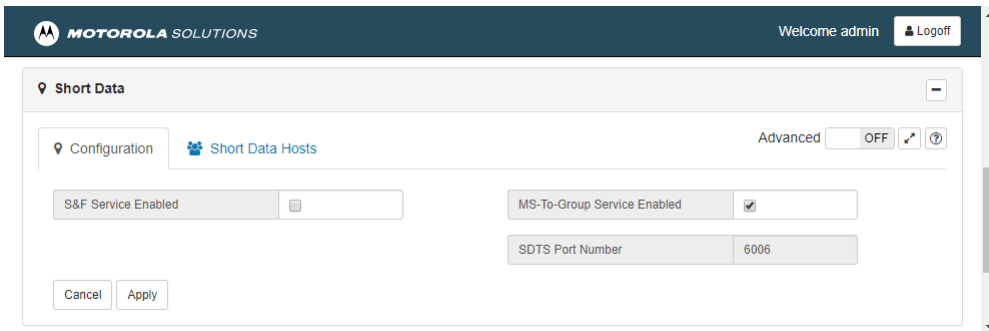 MOTOROLA SOLUTIONS
Welcome admin
Logoff
Short Data
Configuration
Short Data Hosts
Advanced
OFF
S&F Service Enabled
MS-To-Group Service Enabled
SDTS Port Number
6006
Cancel
Apply